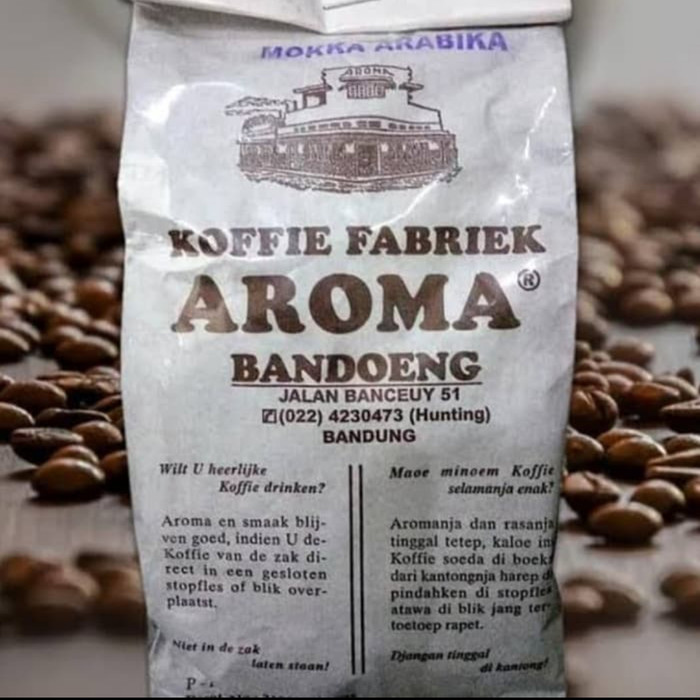 MOKKA ARABIKA
AROMA
KOFFIE FABRIEK
AROMA®
BANDOENG
JALAN BANCEUY 51
(022) 4230473 (Hunting)
BANDUNG
Wilt U heerlijke
Koffie drinken?
Aroma en smaak blij-
ven goed, indien U de-
Koffie van de zak di-
rect in een gesloten
stopfles of blik over-
plaatst.
Niet in de zak
laten staan!
Maoe minoem Koffie
selamanja enak?
Aromanja dan rasanja
tinggal tetep, kaloe
Koffie soeda di
dari kantongnja harep
pindahken di stopfles
atawa di blik jang ter-
toetoep rapet.
Djangan tinggal
di kantong!